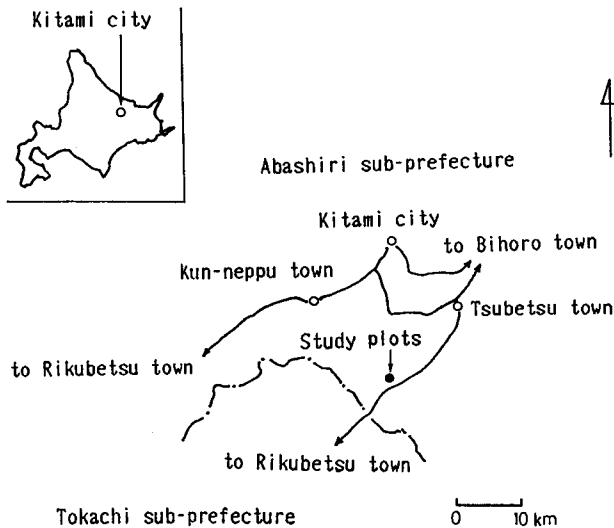 Kitami city
Abashiri sub-prefecture
Kitami city
to Bihoro town
Kun-neppu town
Tsubetsu town
Study plots
to Rikubetsu town
to Rikubetsu town
Tokachi sub-prefecture
0 10 km